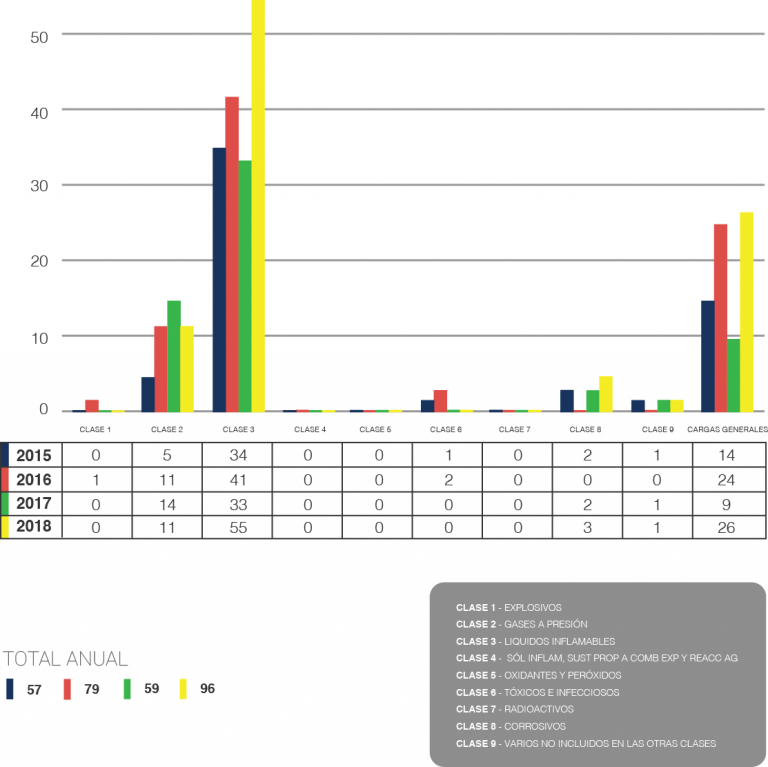 50
40
30
20
10
0
CLASE 1 CLASE 2 CLASE 3 CLASE 4 CLASE 5 CLASE 6 CLASE 7 CLASE 8 CLASE 9 CARGAS GENERALES
2015 0 5 34 0 0 1 0 2 1 14
2016 1 11 41 0 0 2 0 0 0 24
2017 0 14 33 0 0 0 0 2 1 9
2018 0 11 55 0 0 0 0 3 1 26
CLASE 1 - EXPLOSIVOS
CLASE 2 - GASES A PRESIÓN
CLASE 3 - LIQUIDOS INFLAMABLES
CLASE 4 - SÓL INFLAM, SUST PROP A COMB EXP Y REACC AG
CLASE 5 - OXIDANTES Y PERÓXIDOS
CLASE 6 - TÓXICOS E INFECCIOSOS
CLASE 7 - RADIOACTIVOS
CLASE 8 - CORROSIVOS
CLASE 9 - VARIOS NO INCLUIDOS EN LAS OTRAS CLASES
TOTAL ANUAL
57 79 59 96